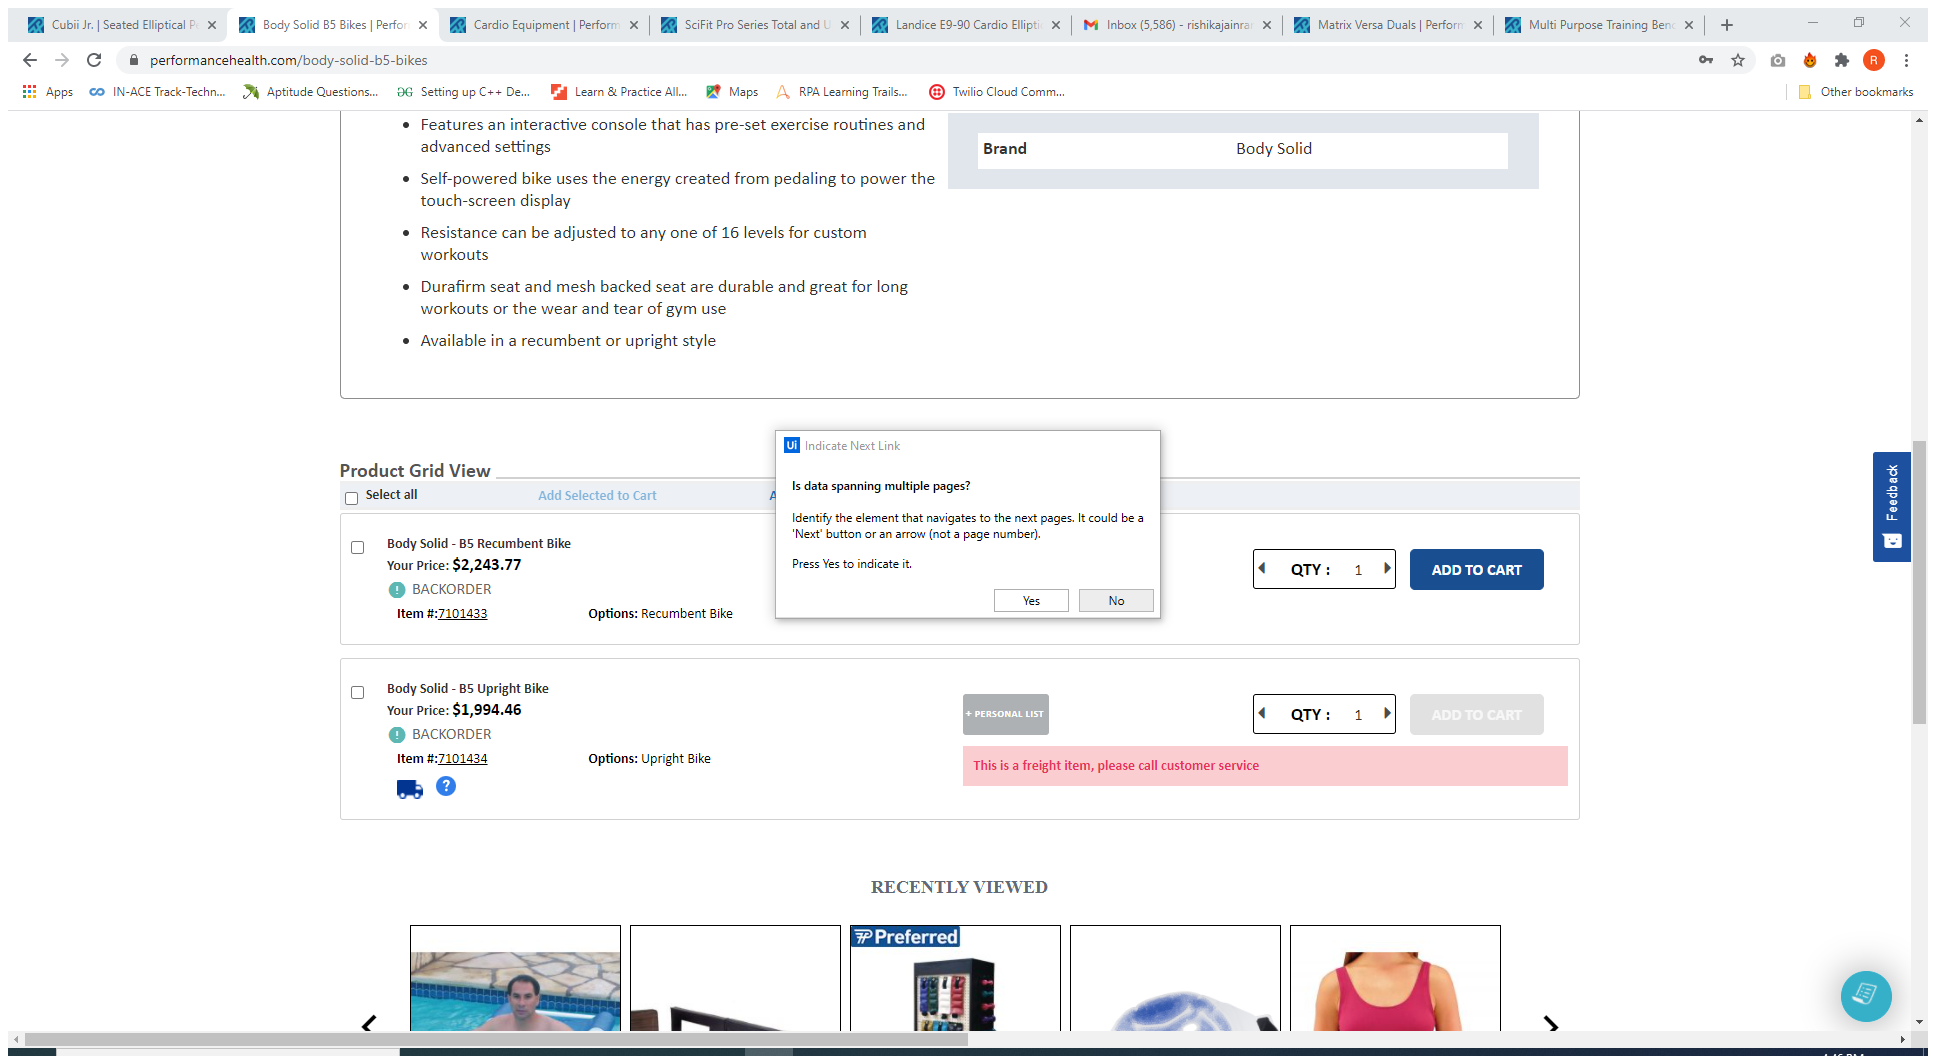 Cubii Jr. | Seated Elliptical P
Body Solid B5 Bikes | Perfor
Cardio Equipment | Perform
SciFit Pro Series Total and U
Landice E9-90 Cardio Ellipti
Inbox (5,586) - rishikajainrar
Matrix Versa Duals | Perform
Multi Purpose Training Benc
performancehealth.com/body-solid-b5-bikes
R
Apps
IN-ACE Track-Techn...
Aptitude Questions...
Setting up C++ De...
Learn & Practice All...
Maps
RPA Learning Trails...
Twilio Cloud Comm...
Other bookmarks
Features an interactive console that has pre-set exercise routines and
advanced settings
Self-powered bike uses the energy created from pedaling to power the
touch-screen display
Resistance can be adjusted to any one of 16 levels for custom
workouts
Durafirm seat and mesh backed seat are durable and great for long
workouts or the wear and tear of gym use
Available in a recumbent or upright style
Brand Body Solid
Ui Indicate Next Link
Is data spanning multiple pages?
Identify the element that navigates to the next pages. It could be a
'Next' button or an arrow (not a page number).
Press Yes to indicate it.
Yes No
Product Grid View
Select all Add Selected to Cart A
Body Solid - B5 Recumbent Bike
Your Price: $2,243.77
BACKORDER
Item #:7101433 Options: Recumbent Bike
QTY : 1 ADD TO CART
Body Solid - B5 Upright Bike
Your Price: $1,994.46
BACKORDER
Item #:7101434 Options: Upright Bike
+ PERSONAL LIST
QTY : 1 ADD TO CART
This is a freight item, please call customer service
Feedback
RECENTLY VIEWED
Preferred